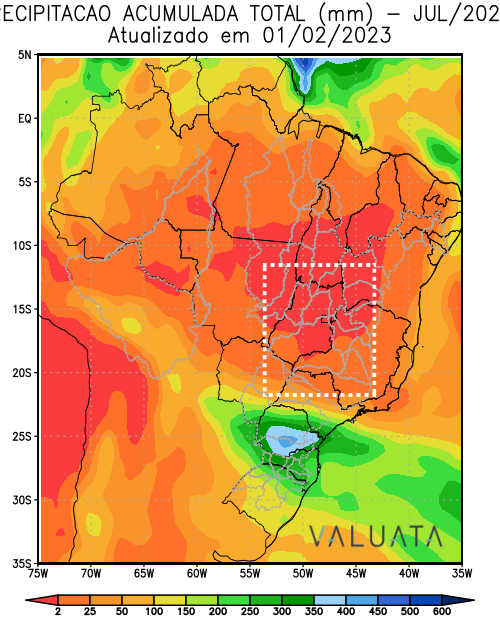 RECIPITACAO ACUMULADA TOTAL (mm) – JUL/202
Atualizado em 01/02/2023
5N
EQ
5S
10S
15S
20S
25S
30S
35S
VALUATA
75W 70W 65W 60W 55W 50W 45W 40W 35W
2 25 50 100 150 200 250 300 350 400 450 500 600